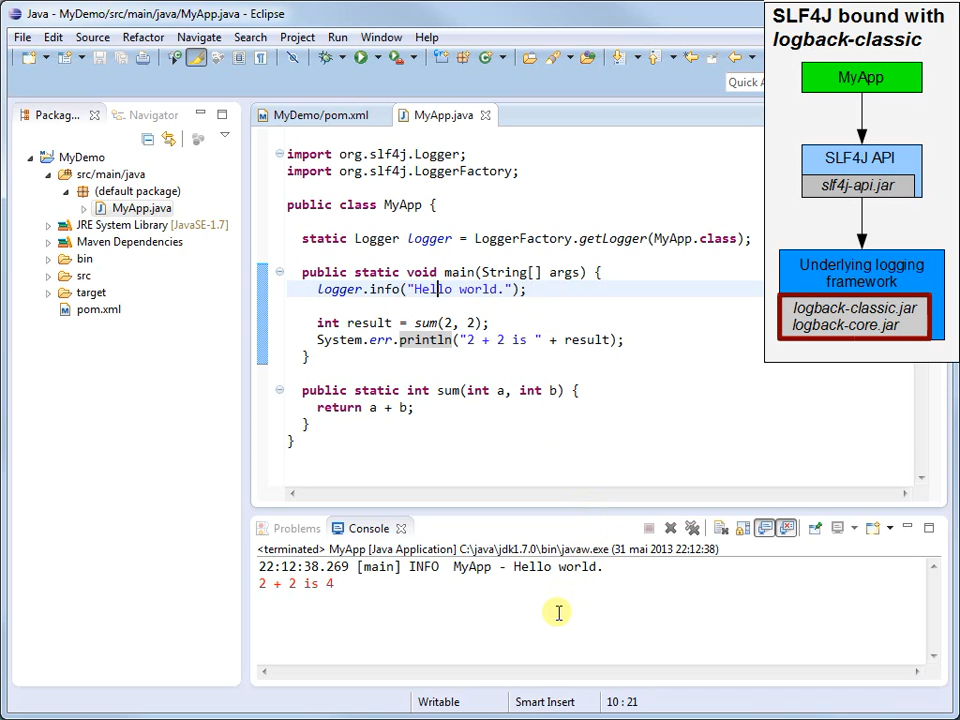 Java - MyDemo/src/main/java/MyApp.java - Eclipse
File Edit Source Refactor Navigate Search Project Run Window Help
Quick A
SLF4J bound with
logback-classic
MyApp
SLF4J API
slf4j-api.jar
Underlying logging
framework
logback-classic.jar
logback-core.jar
Packag... Navigator
MyDemo
src/main/java
(default package)
MyApp.java
JRE System Library [JavaSE-1.7]
Maven Dependencies
bin
src
target
pom.xml
MyDemo/pom.xml MyApp.java
import org.slf4j.Logger;
import org.slf4j.LoggerFactory;
public class MyApp {
static Logger logger = LoggerFactory.getLogger(MyApp.class);
public static void main(String[] args) {
logger.info("Hello world.");
int result = sum(2, 2);
System.err.println("2 + 2 is " + result);
}
public static int sum(int a, int b) {
return a + b;
}
}
Problems Console
<terminated> MyApp [Java Application] C:\java\jdk1.7.0\bin\javaw.exe (31 mai 2013 22:12:38)
22:12:38.269 [main] INFO MyApp - Hello world.
2 + 2 is 4
Writable Smart Insert 10 : 21